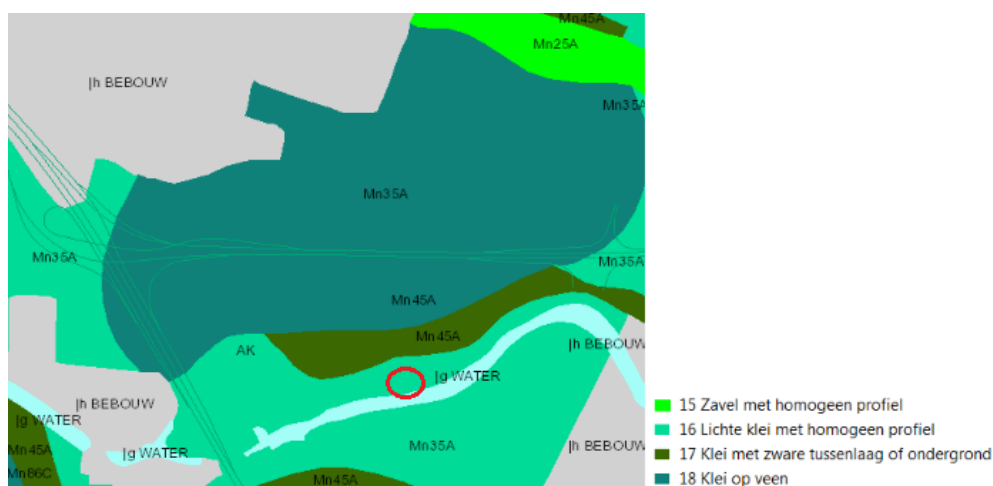 Mn45A
Mn25A
|h BEBOUW
Mn35A
Mn35A
Mn35A
Mn35A
Mn45A
Mn45A
|h BEBOUW
AK
|g WATER
|h BEBOUW
|g WATER
Mn35A
|h BEBOUW
Mn45A
|g WATER
Mn86C
Mn45A
15 Zavel met homogeen profiel
16 Lichte klei met homogeen profiel
17 Klei met zware tussenlaag of ondergrond
18 Klei op veen